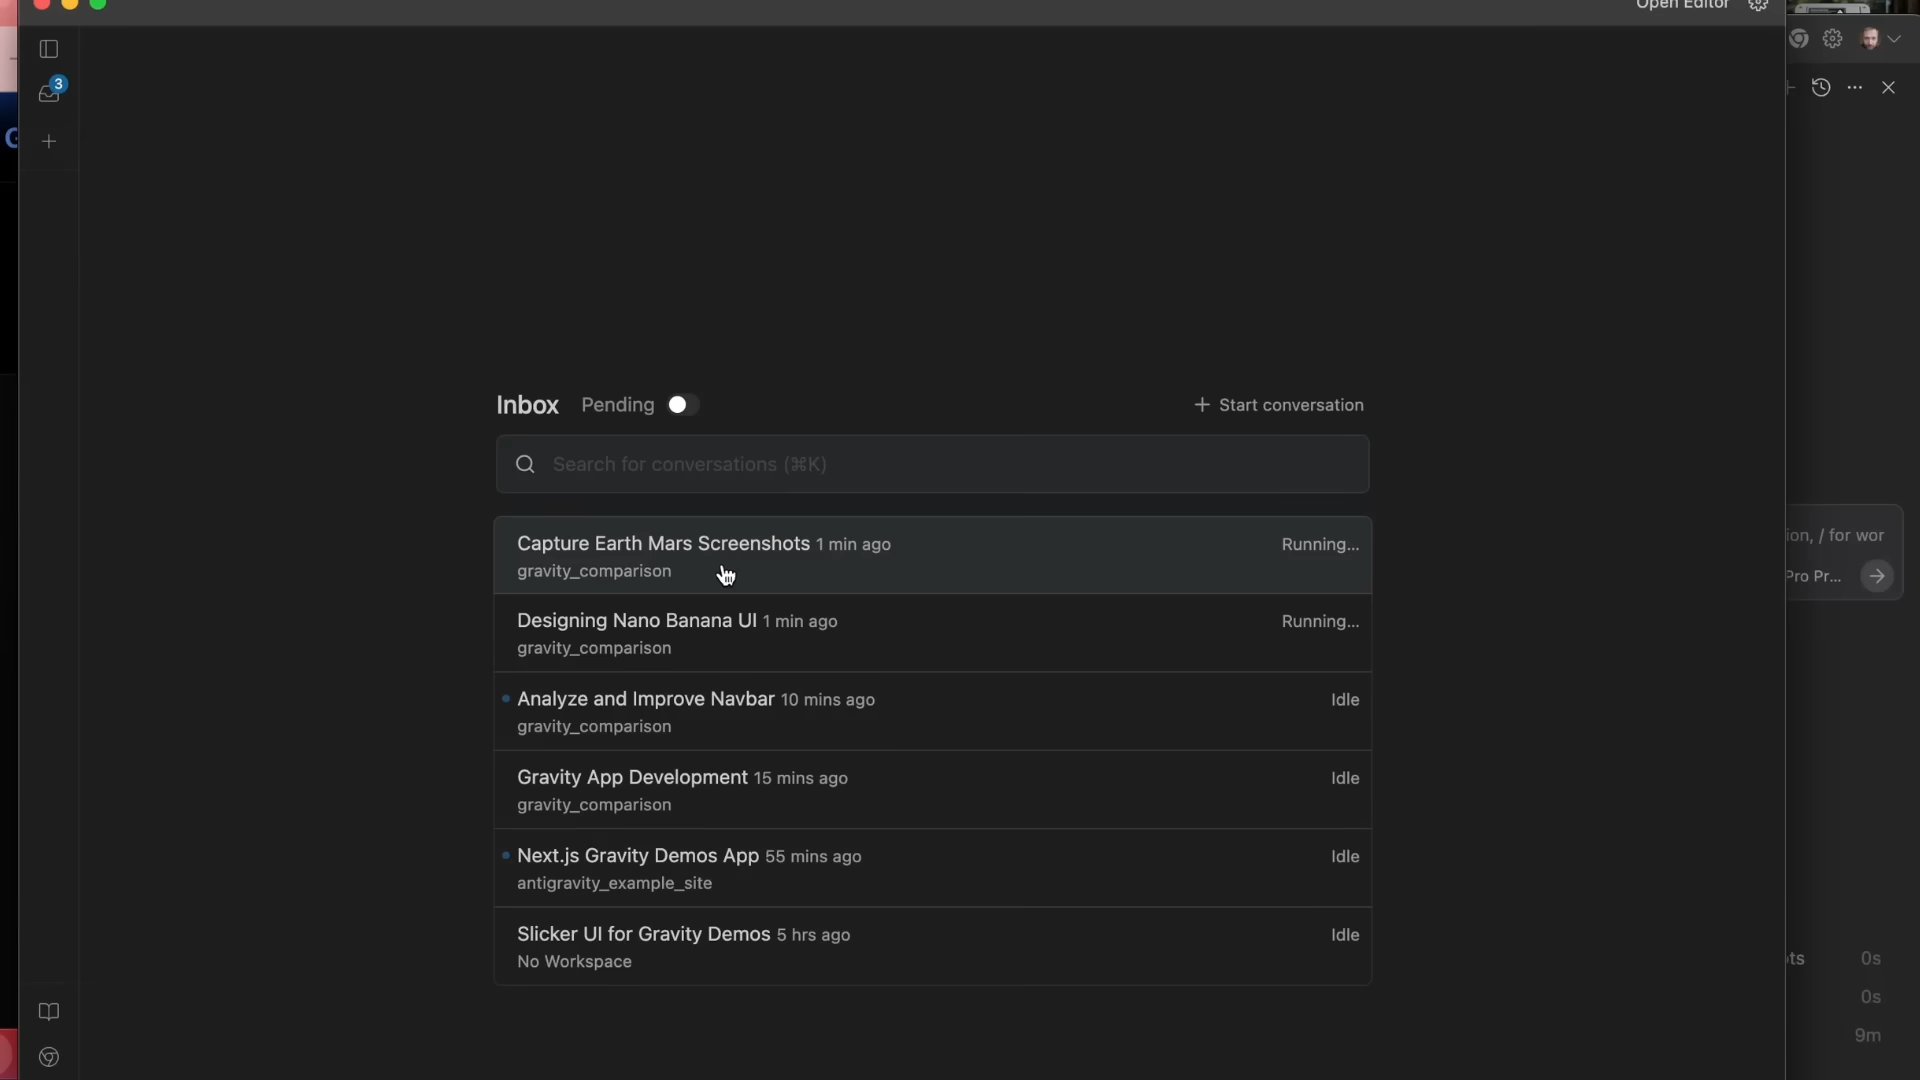 Open Editor
3
G
Inbox Pending
+ Start conversation
Search for conversations (⌘K)
Capture Earth Mars Screenshots 1 min ago Running...
gravity_comparison
Designing Nano Banana UI 1 min ago Running...
gravity_comparison
Analyze and Improve Navbar 10 mins ago Idle
gravity_comparison
Gravity App Development 15 mins ago Idle
gravity_comparison
Next.js Gravity Demos App 55 mins ago Idle
antigravity_example_site
Slicker UI for Gravity Demos 5 hrs ago Idle
No Workspace
ion, / for wor
Pro Pr...
ts 0s
0s
9m